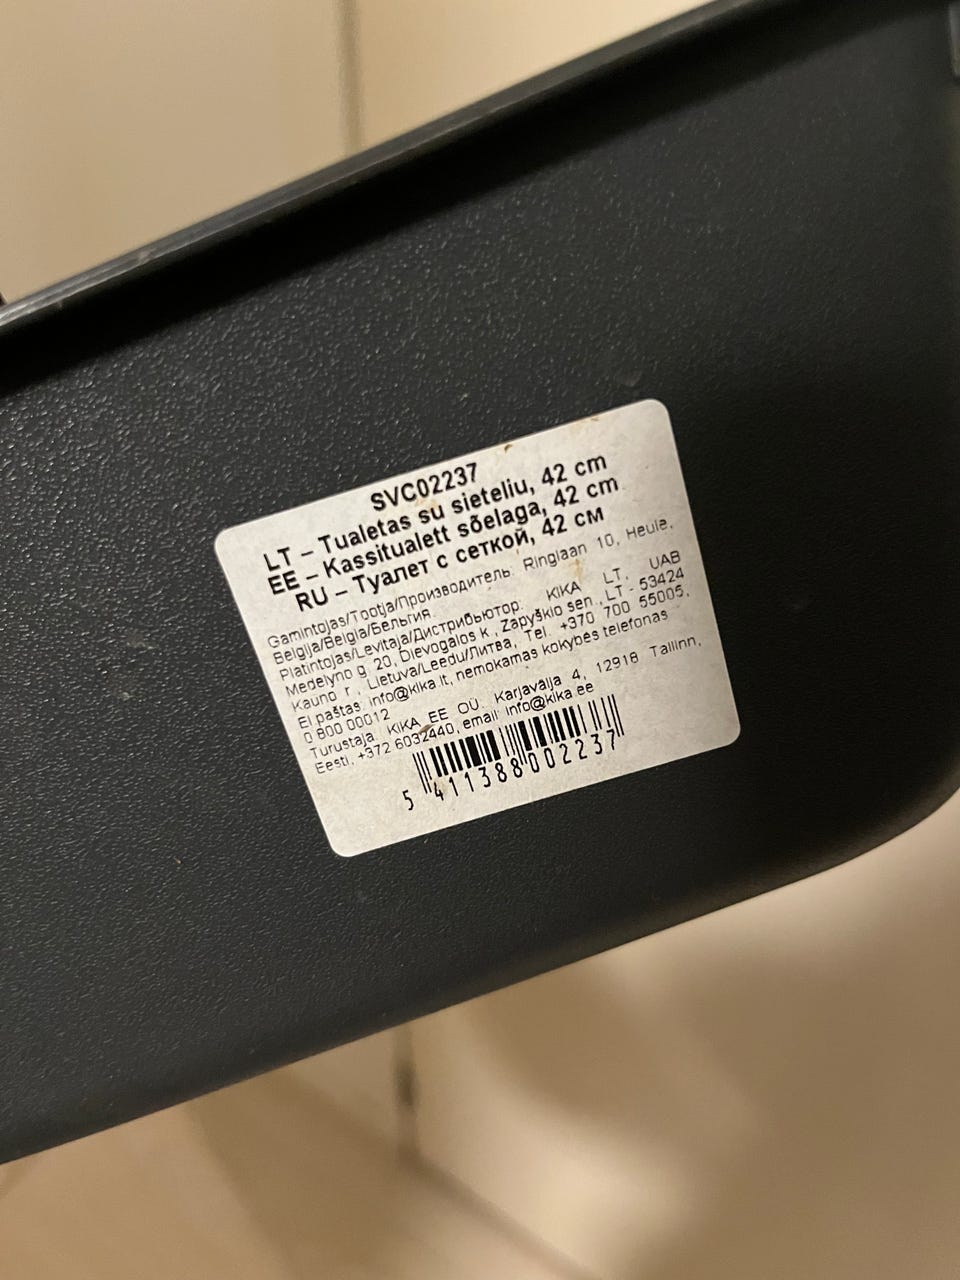 SVC02237
LT – Tualetas su sieteliu, 42 cm
EE – Kassitualett sõelaga, 42 cm
RU – Туалет с сеткой, 42 см
Gamintojas/Tootja/Производитель: Ringlaan 10, Heule,
Belgija/Belgia/Бельгия.
Platintojas/Levitaja/Дистрибьютор: KIKA LT, UAB
Medelyno g. 20, Dievogalos k., Zapyškio sen., LT - 53424
Kauno r., Lietuva/Leedu/Литва, Tel. +370 700 55005,
El paštas: info@kika.lt, nemokamas kokybės telefonas
0 800 00012
Turustaja: KIKA EE OÜ. Karjavälja 4, 12918 Tallinn,
Eesti, +372 6032440, email: info@kika.ee
5 411388 002237